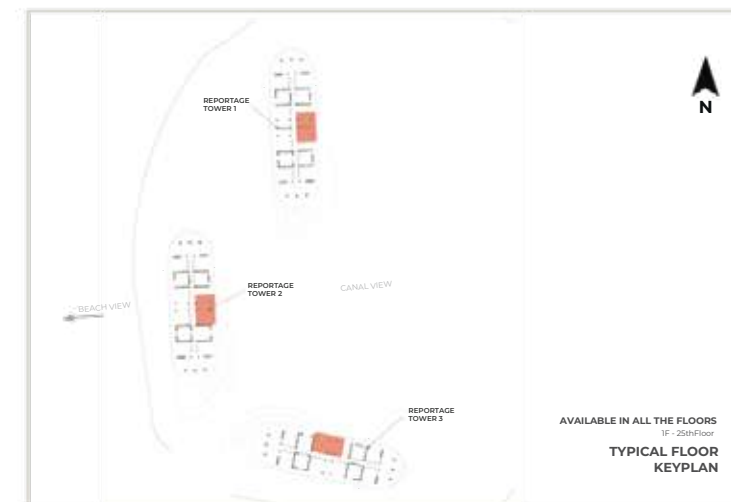 REPORTAGE
TOWER 1
N
REPORTAGE
TOWER 2
CANAL VIEW
BEACH VIEW
REPORTAGE
TOWER 3
AVAILABLE IN ALL THE FLOORS
1F - 25thFloor
TYPICAL FLOOR
KEYPLAN